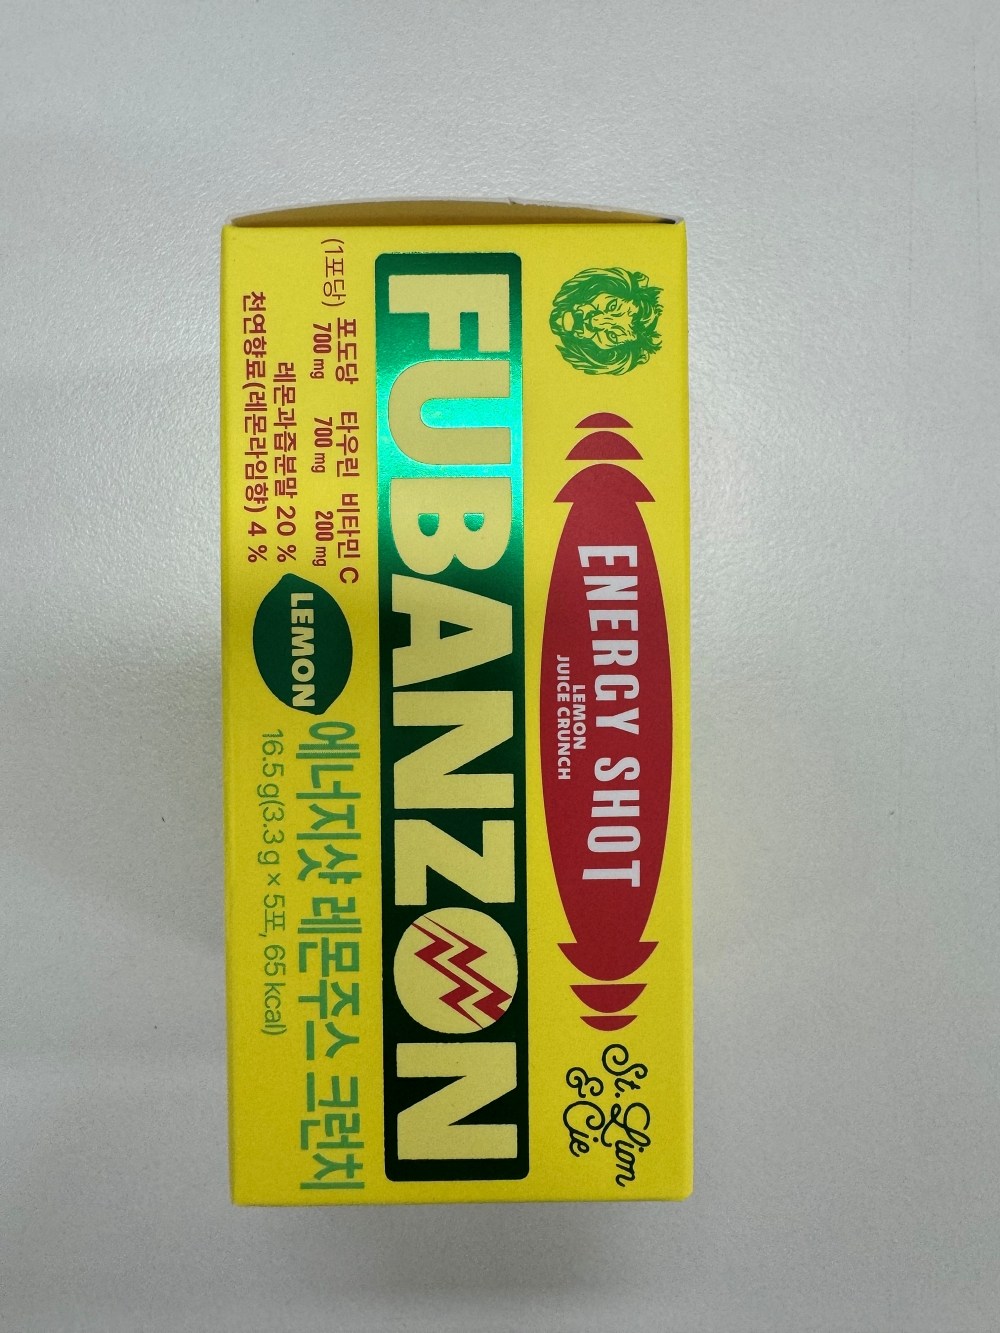 ENERGY SHOT
LEMON
JUICE CRUNCH
St. Lion
& Cie
FUBANZON
(1포당) 포도당 타우린 비타민 C
700 mg 700 mg 200 mg
레몬과즙분말 20 %
천연향료(레몬라임향) 4 %
LEMON
에너지샷 레몬주스 크런치
16.5 g(3.3 g × 5포, 65 kcal)